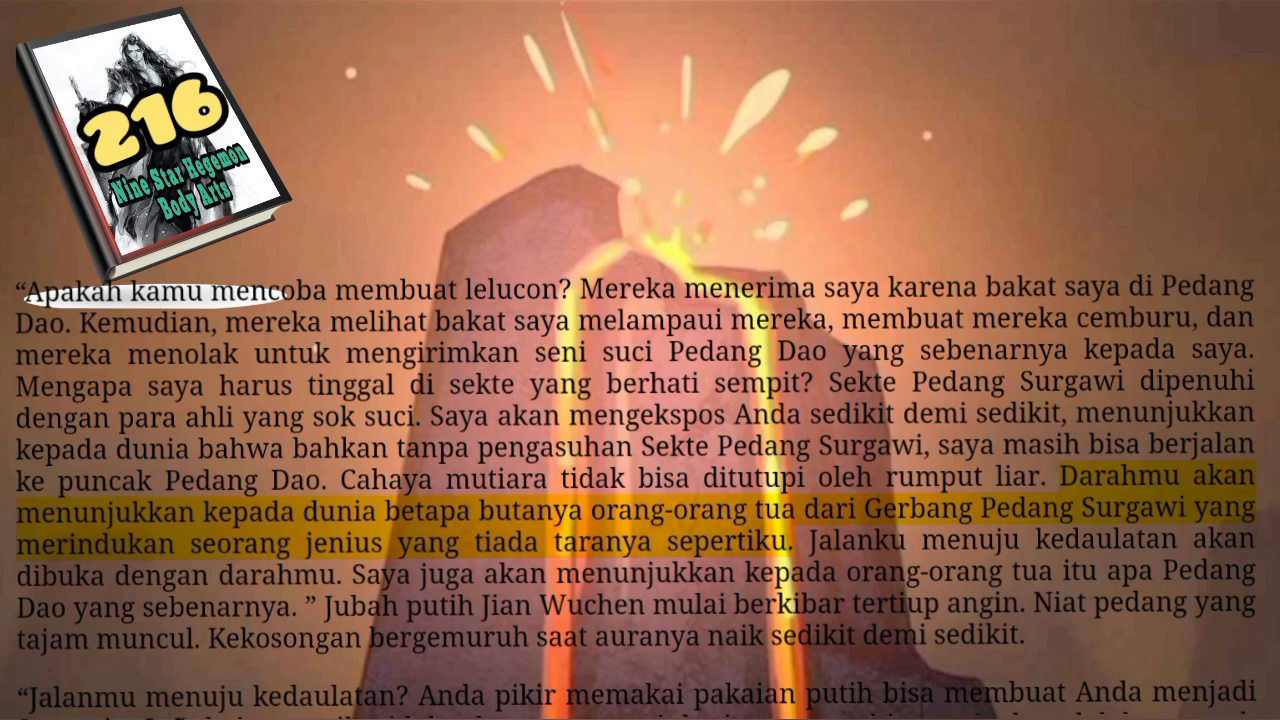 216
Nine Star Hegemon
Body Arts
“Apakah kamu mencoba membuat lelucon? Mereka menerima saya karena bakat saya di Pedang
Dao. Kemudian, mereka melihat bakat saya melampaui mereka, membuat mereka cemburu, dan
mereka menolak untuk mengirimkan seni suci Pedang Dao yang sebenarnya kepada saya.
Mengapa saya harus tinggal di sekte yang berhati sempit? Sekte Pedang Surgawi dipenuhi
dengan para ahli yang sok suci. Saya akan mengekspos Anda sedikit demi sedikit, menunjukkan
kepada dunia bahwa bahkan tanpa pengasuhan Sekte Pedang Surgawi, saya masih bisa berjalan
ke puncak Pedang Dao. Cahaya mutiara tidak bisa ditutupi oleh rumput liar. Darahmu akan
menunjukkan kepada dunia betapa butanya orang-orang tua dari Gerbang Pedang Surgawi yang
merindukan seorang jenius yang tiada taranya sepertiku. Jalanku menuju kedaulatan akan
dibuka dengan darahmu. Saya juga akan menunjukkan kepada orang-orang tua itu apa Pedang
Dao yang sebenarnya. ” Jubah putih Jian Wuchen mulai berkibar tertiup angin. Niat pedang yang
tajam muncul. Kekosongan bergemuruh saat auranya naik sedikit demi sedikit.
“Jalanmu menuju kedaulatan? Anda pikir memakai pakaian putih bisa membuat Anda menjadi